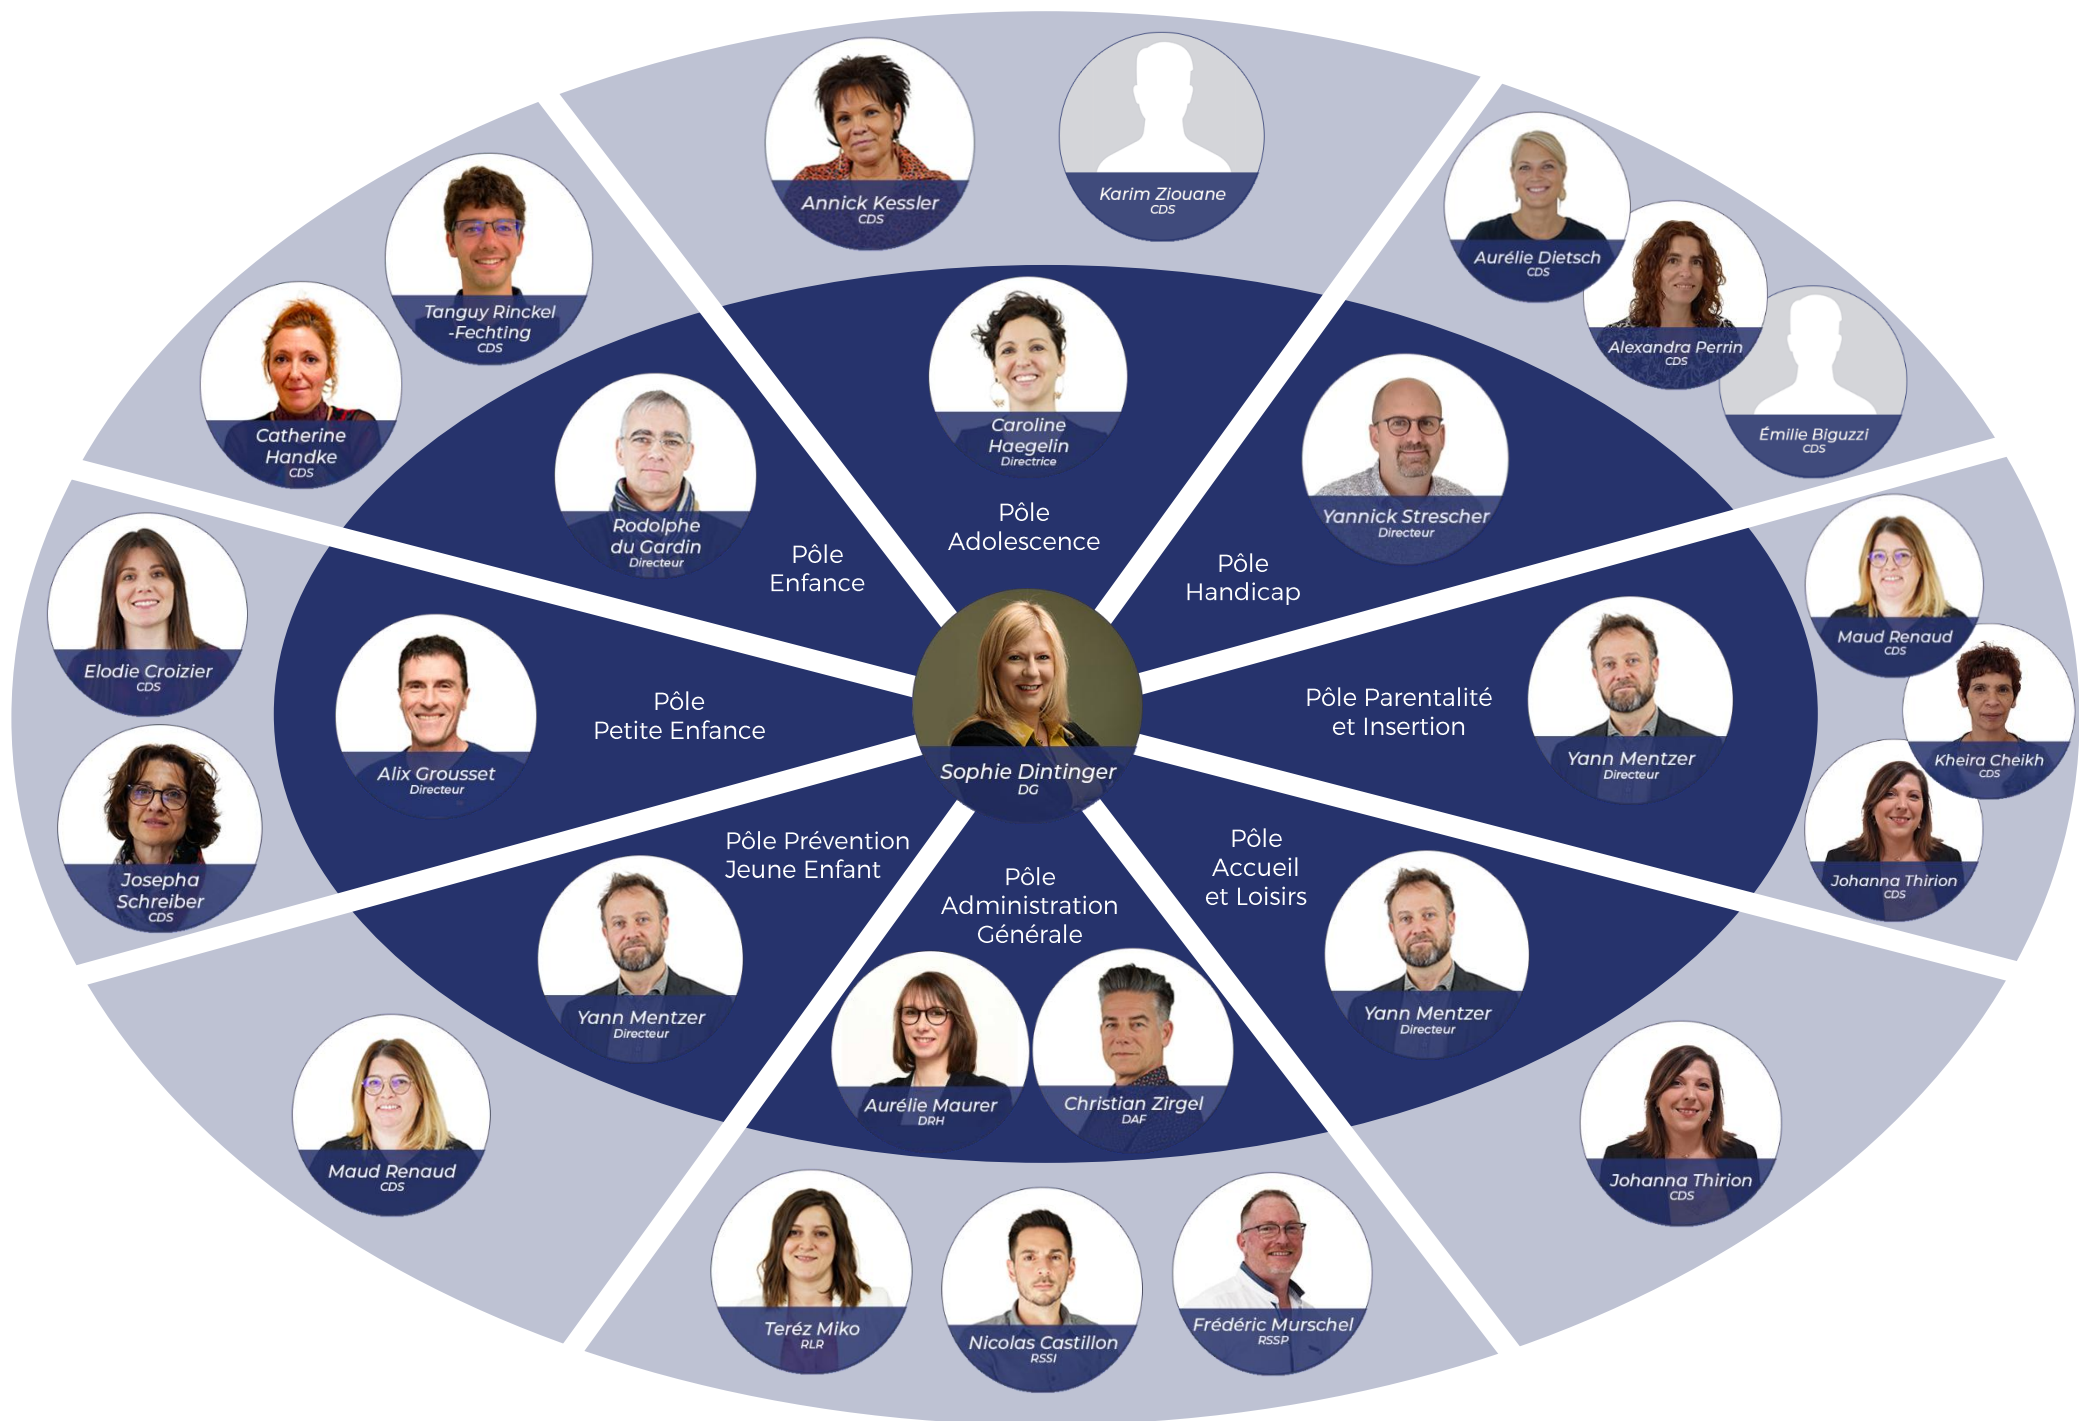 Annick Kessler
CDS
Karim Ziouane
CDS
Aurélie Dietsch
CDS
Alexandra Perrin
CDS
Émilie Biguzzi
CDS
Tanguy Rinckel
-Fechting
CDS
Catherine
Handke
CDS
Rodolphe
du Gardin
Directeur
Pôle
Enfance
Caroline
Haegelin
Directrice
Pôle
Adolescence
Yannick Strescher
Directeur
Pôle
Handicap
Elodie Croizier
CDS
Josepha
Schreiber
CDS
Alix Grousset
Directeur
Pôle
Petite Enfance
Sophie Dintinger
DG
Pôle Parentalité
et Insertion
Yann Mentzer
Directeur
Maud Renaud
CDS
Kheira Cheikh
CDS
Johanna Thirion
CDS
Pôle Prévention
Jeune Enfant
Yann Mentzer
Directeur
Pôle
Administration
Générale
Aurélie Maurer
DRH
Christian Zirgel
DAF
Pôle
Accueil
et Loisirs
Yann Mentzer
Directeur
Maud Renaud
CDS
Teréz Miko
RLR
Nicolas Castillon
RSSI
Frédéric Murschel
RSSP
Johanna Thirion
CDS